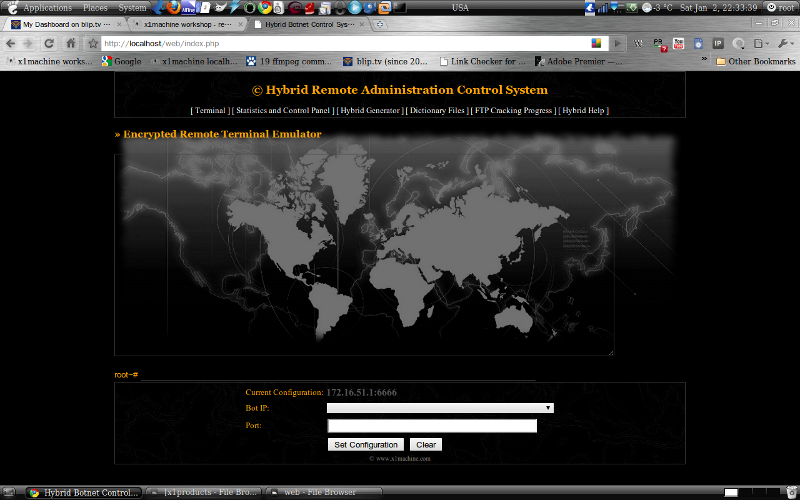 Applications Places System USA -3 °C Sat Jan 2, 22:33:39 root
My Dashboard on blip.tv x1machine workshop - re... Hybrid Botnet Control Sys...
http://localhost/web/index.php
x1machine works... Google x1machine localh... 19 ffmpeg comm... blip.tv (since 20... Link Checker for ... Adobe Premier —... » Other Bookmarks
© Hybrid Remote Administration Control System
[ Terminal ] [ Statistics and Control Panel ] [ Hybrid Generator ] [ Dictionary Files ] [ FTP Cracking Progress ] [ Hybrid Help ]
» Encrypted Remote Terminal Emulator
root~#
Current Configuration: 172.16.51.1:6666
Bot IP:
Port:
Set Configuration Clear
© www.x1machine.com
Hybrid Botnet Control... [x1products - File Bro... web - File Browser